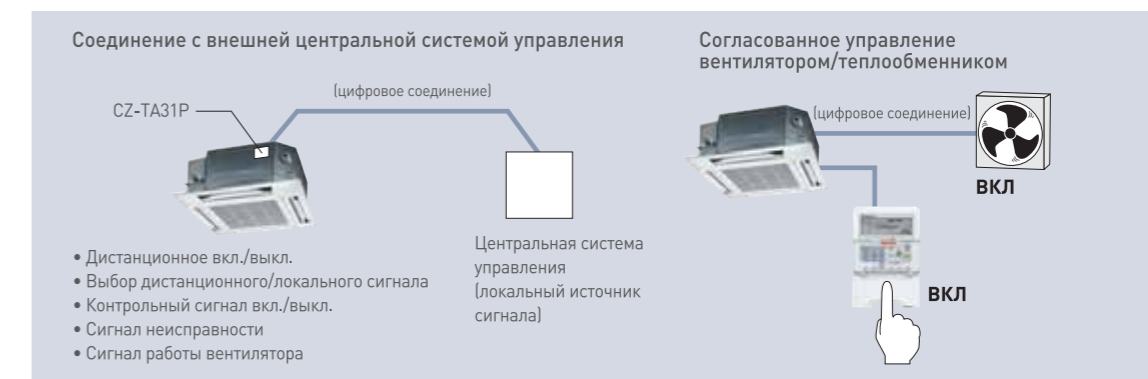 Соединение с внешней центральной системой управления
CZ-TA31P
(цифровое соединение)
• Дистанционное вкл./выкл.
• Выбор дистанционного/локального сигнала
• Контрольный сигнал вкл./выкл.
• Сигнал неисправности
• Сигнал работы вентилятора
Центральная система
управления
(локальный источник
сигнала)
Согласованное управление
вентилятором/теплообменником
(цифровое соединение)
ВКЛ
ВКЛ